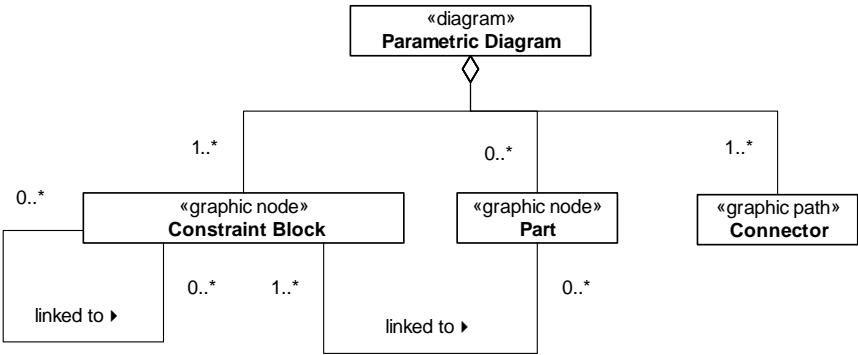 «diagram»
Parametric Diagram
1..*
0..*
1..*
0..*
«graphic node»
Constraint Block
«graphic node»
Part
«graphic path»
Connector
0..*
1..*
0..*
linked to
linked to